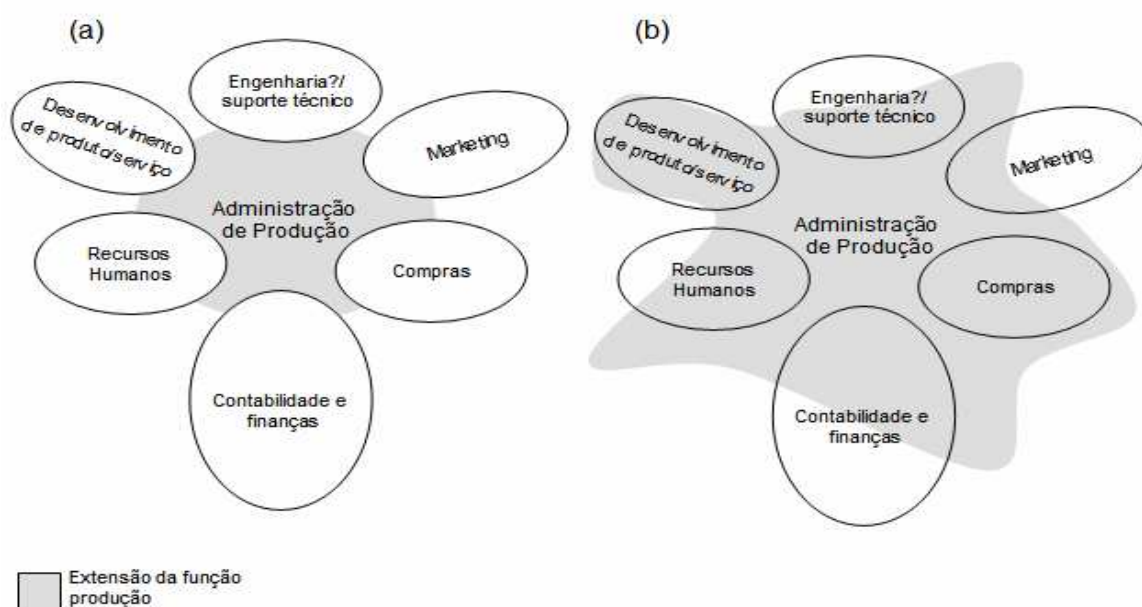 (a)
Engenharia?/
suporte técnico
Desenvolvimento
de produto/serviço
Marketing
Administração
de Produção
Recursos
Humanos
Compras
Contabilidade e
finanças
(b)
Engenharia?/
suporte técnico
Desenvolvimento
de produto/serviço
Marketing
Administração
de Produção
Recursos
Humanos
Compras
Contabilidade e
finanças
Extensão da função
produção